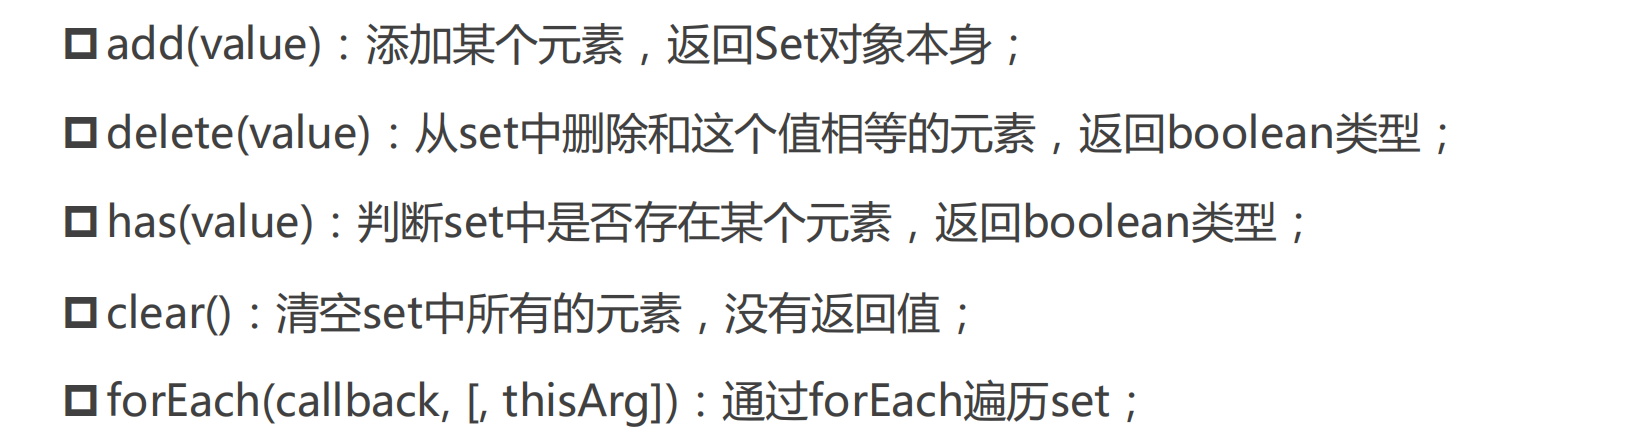 add(value)：添加某个元素，返回Set对象本身；
delete(value)：从set中删除和这个值相等的元素，返回boolean类型；
has(value)：判断set中是否存在某个元素，返回boolean类型；
clear()：清空set中所有的元素，没有返回值；
forEach(callback, [, thisArg])：通过forEach遍历set；